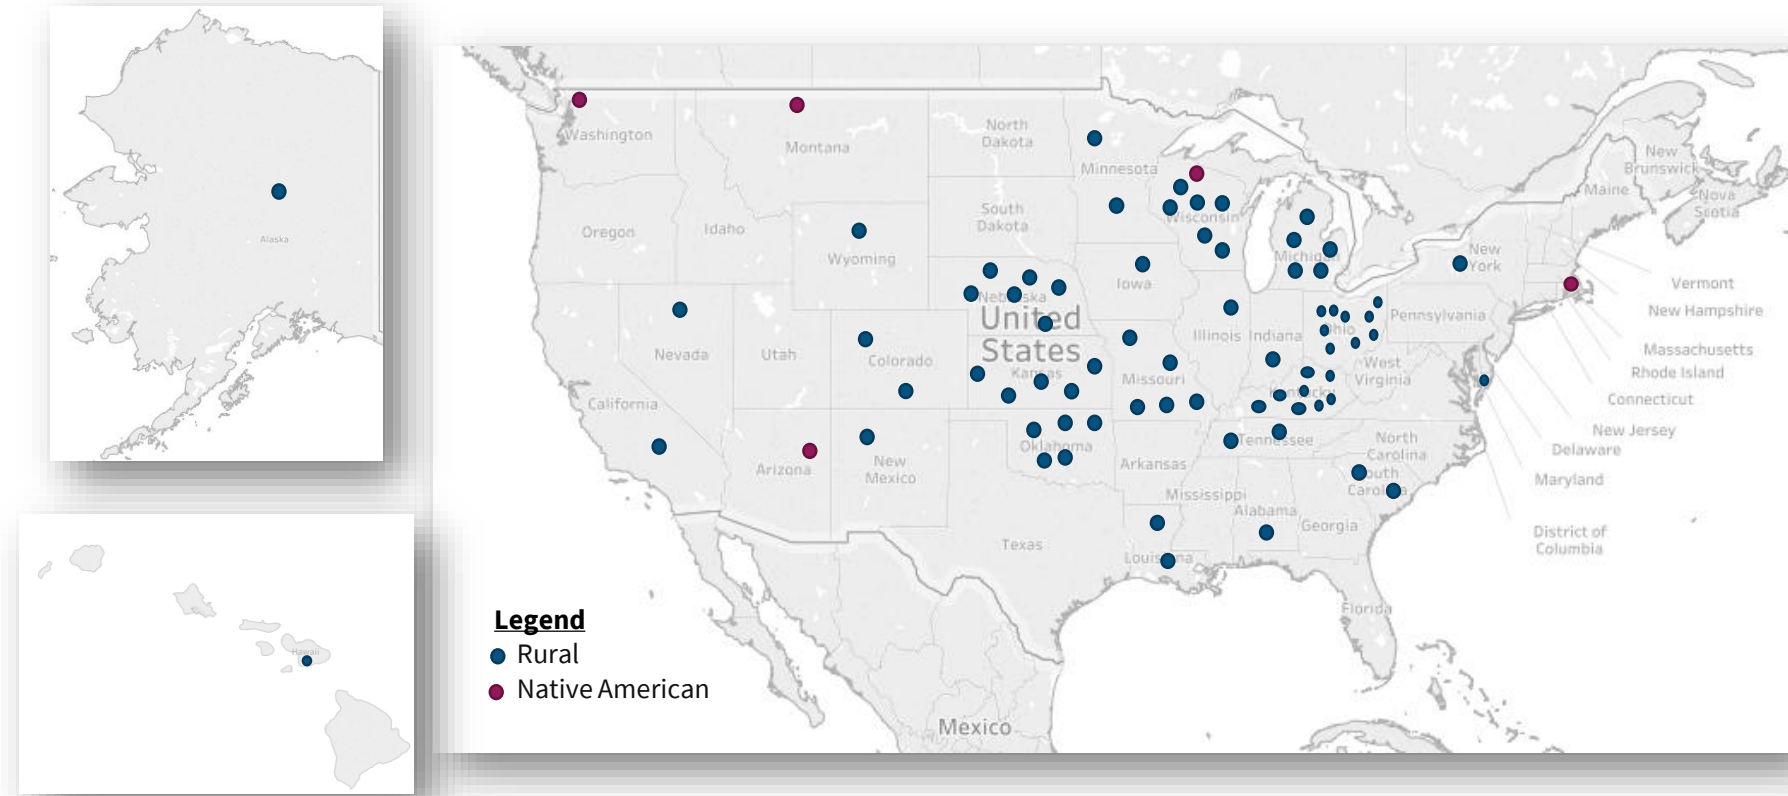 Alaska
Hawaii
Legend
Rural
Native American
Washington
Montana
North
Dakota
Minnesota
Oregon
Idaho
Wyoming
South
Dakota
Wisconsin
Michigan
New
York
Maine
New
Brunswick
Nova
Scotia
Vermont
New Hampshire
Massachusetts
Rhode Island
Connecticut
New Jersey
Delaware
Maryland
District of
Columbia
Nevada
Utah
Colorado
Nebraska
United
States
Kansas
Iowa
Illinois
Indiana
Ohio
Pennsylvania
West
Virginia
Missouri
Kentucky
California
Arizona
New
Mexico
Oklahoma
Arkansas
Tennessee
North
Carolina
South
Carolina
Mississippi
Alabama
Georgia
Texas
Louisiana
Florida
Mexico